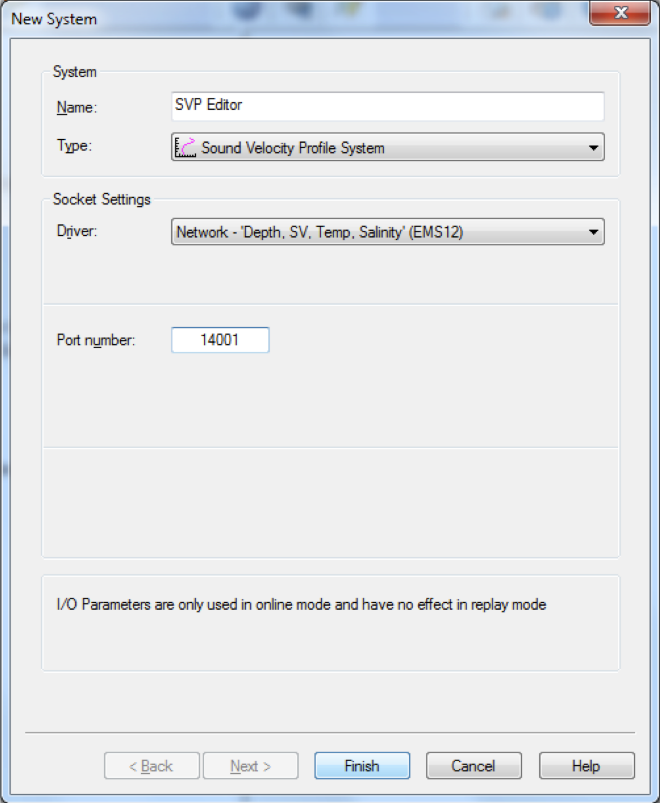 New System
System
Name:
SVP Editor
Type:
Sound Velocity Profile System
Socket Settings
Driver:
Network - 'Depth, SV, Temp, Salinity' (EMS12)
Port number:
14001
I/O Parameters are only used in online mode and have no effect in replay mode
< Back
Next >
Finish
Cancel
Help